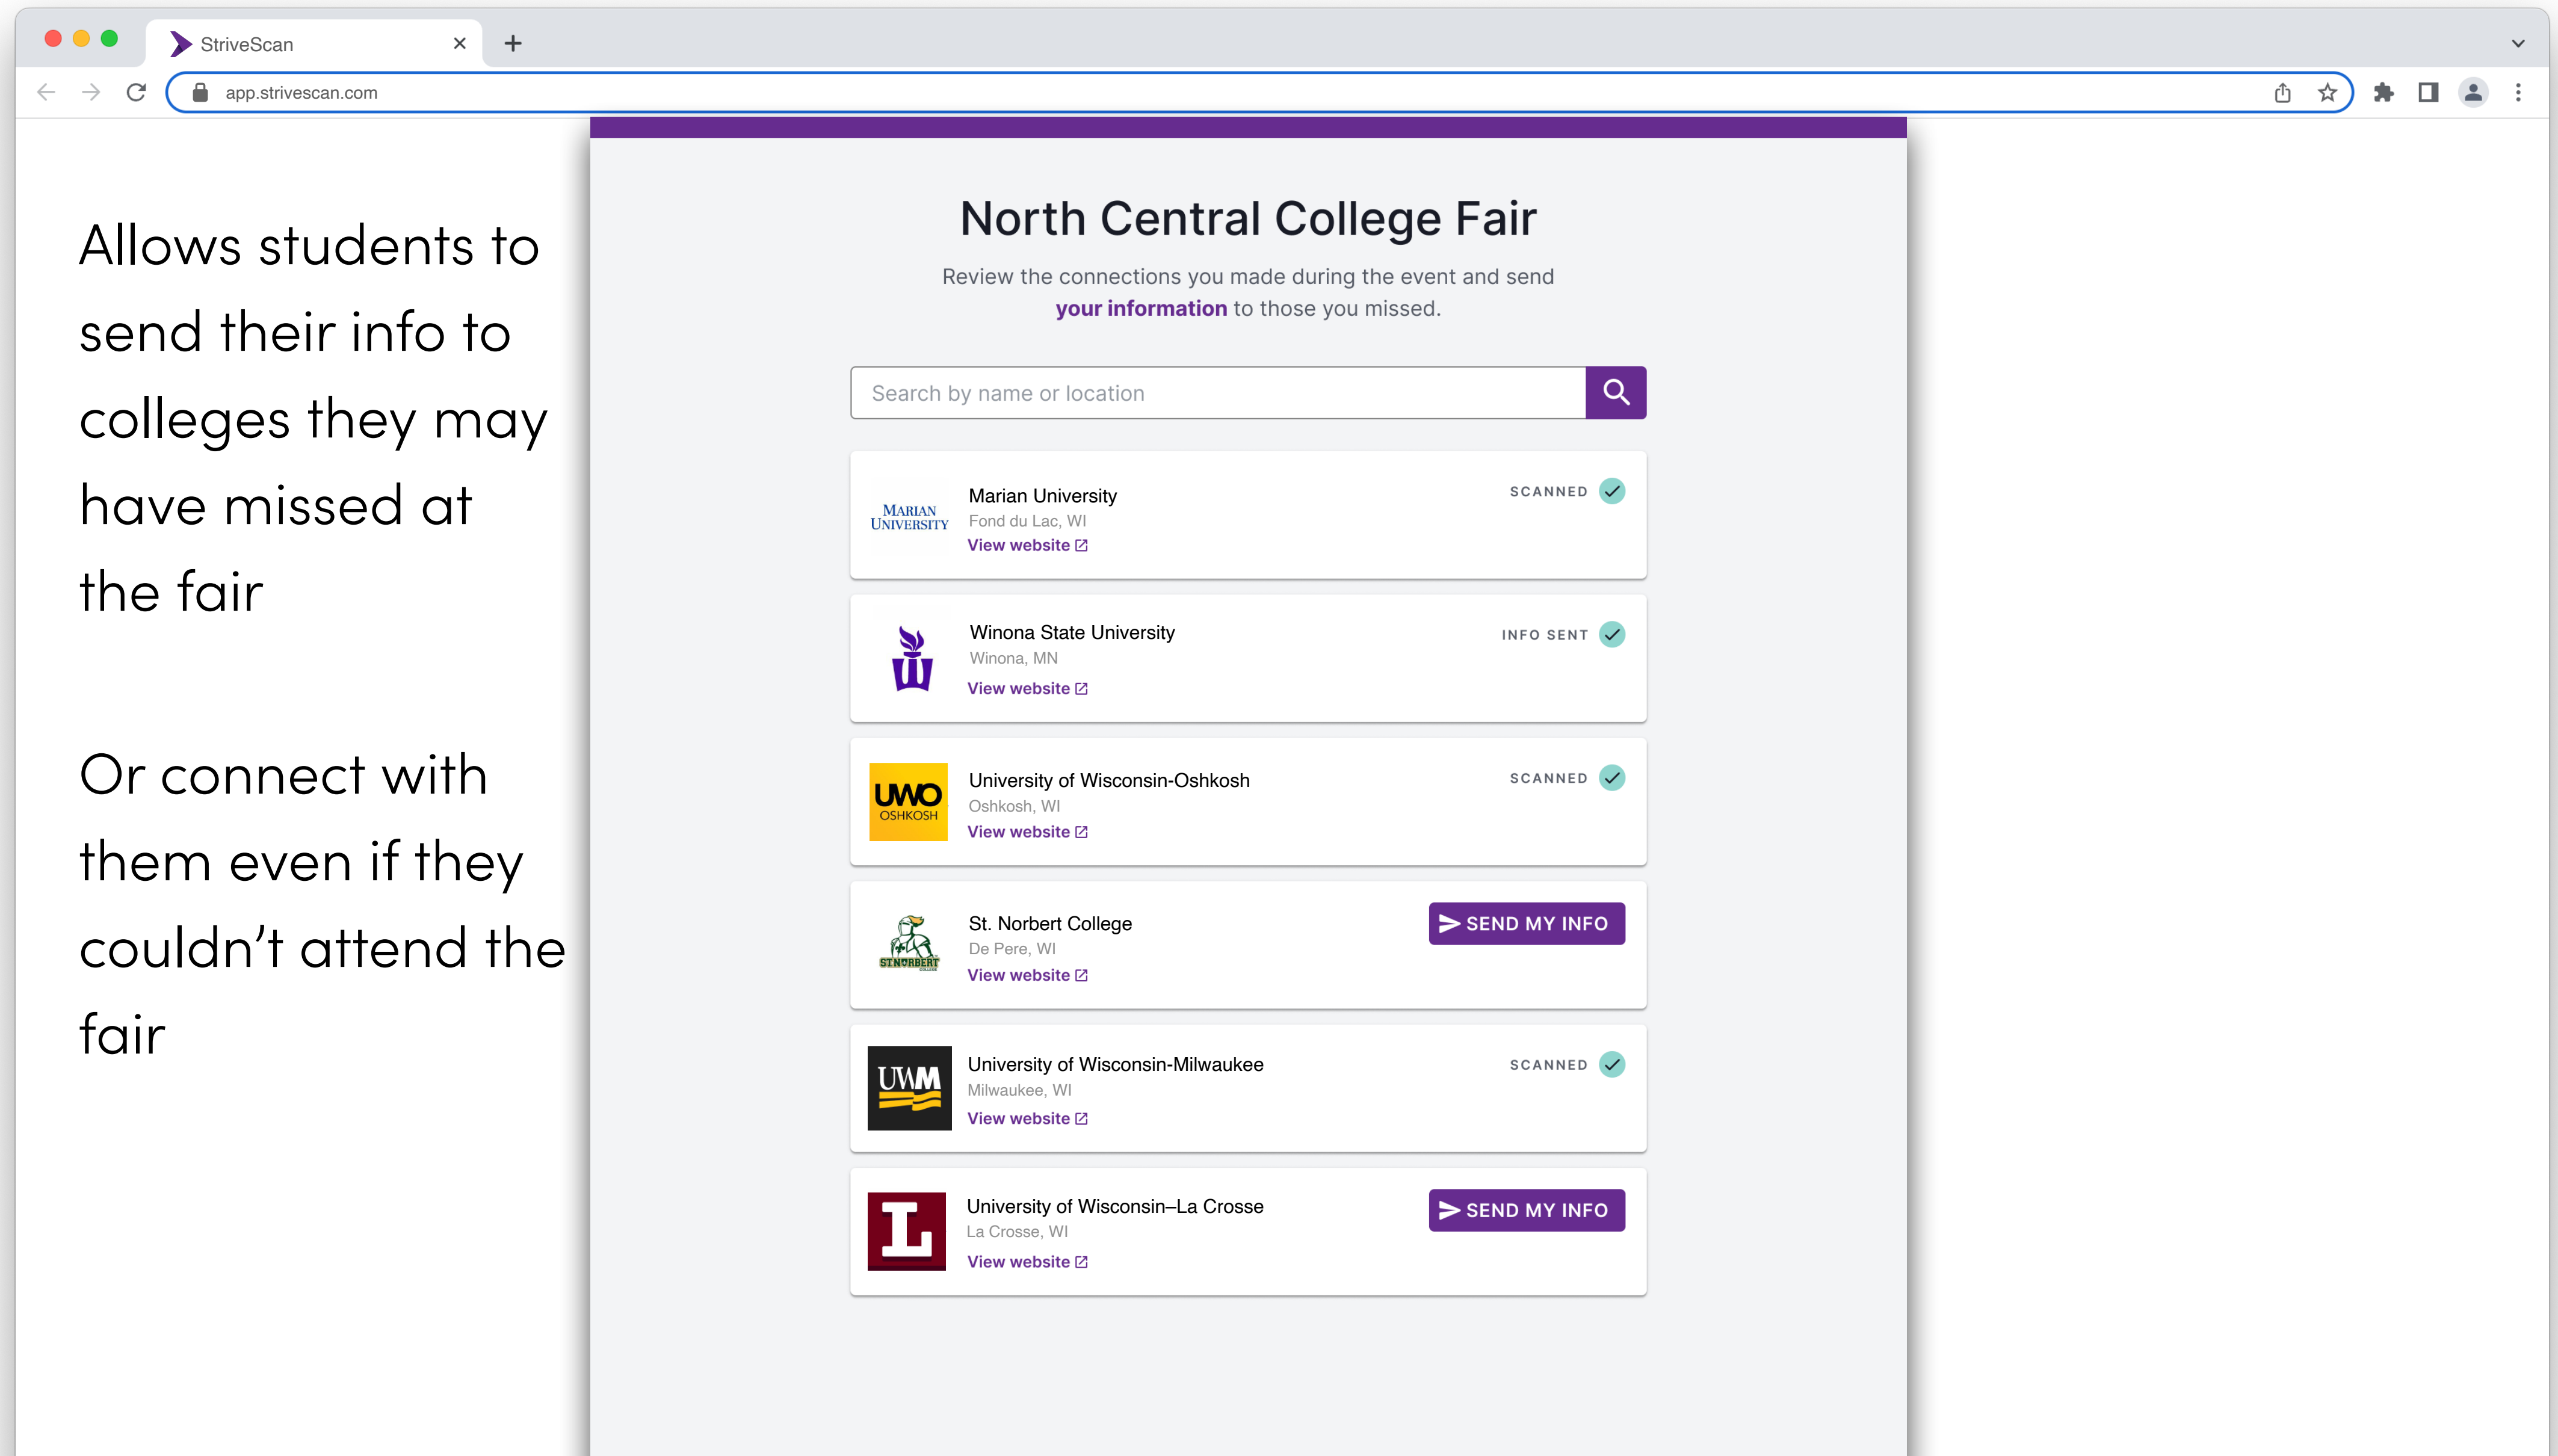 StriveScan
app.strivescan.com
Allows students to
send their info to
colleges they may
have missed at
the fair
Or connect with
them even if they
couldn’t attend the
fair
North Central College Fair
Review the connections you made during the event and send
your information to those you missed.
Search by name or location
MARIAN
UNIVERSITY
Marian University
Fond du Lac, WI
View website
SCANNED
Winona State University
Winona, MN
View website
INFO SENT
UWO
OSHKOSH
University of Wisconsin-Oshkosh
Oshkosh, WI
View website
SCANNED
ST. NORBERT
COLLEGE
St. Norbert College
De Pere, WI
View website
SEND MY INFO
UWM
University of Wisconsin-Milwaukee
Milwaukee, WI
View website
SCANNED
L
University of Wisconsin–La Crosse
La Crosse, WI
View website
SEND MY INFO